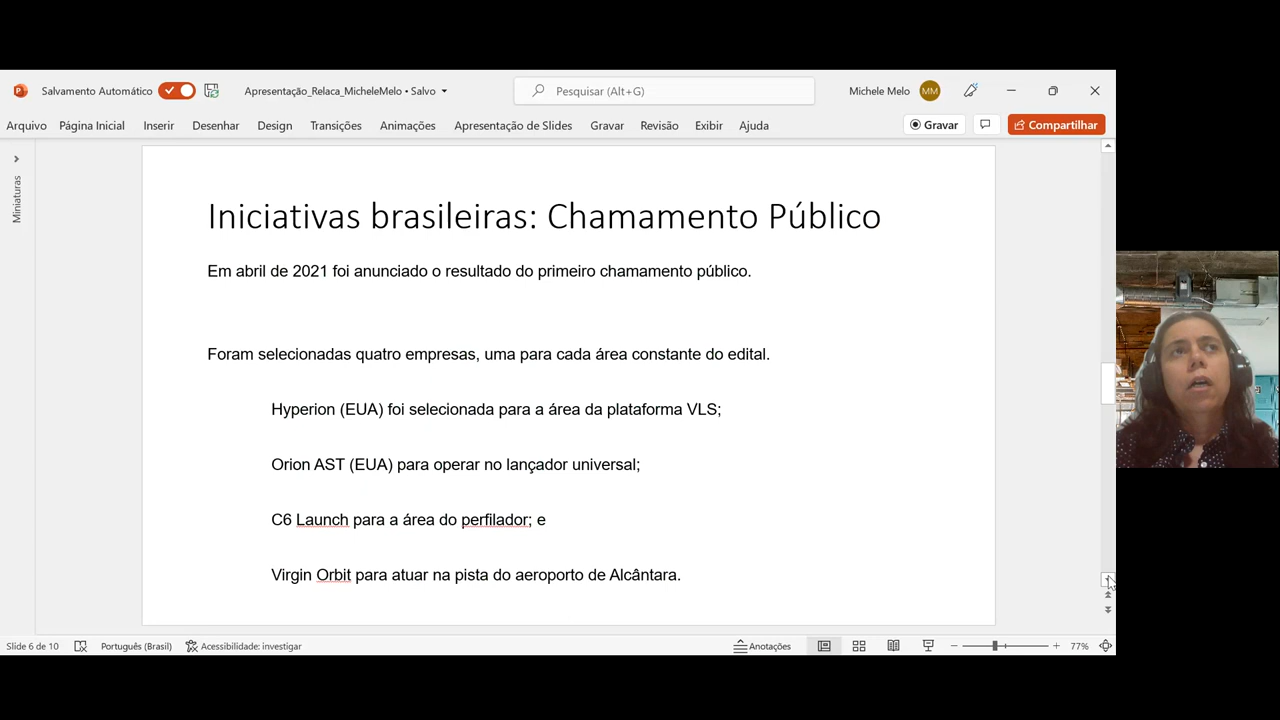 Salvamento Automático
Apresentação_Relaca_MicheleMelo • Salvo
Pesquisar (Alt+G)
Michele Melo
MM
Arquivo Página Inicial Inserir Desenhar Design Transições Animações Apresentação de Slides Gravar Revisão Exibir Ajuda
Gravar
Compartilhar
Miniaturas
Iniciativas brasileiras: Chamamento Público
Em abril de 2021 foi anunciado o resultado do primeiro chamamento público.
Foram selecionadas quatro empresas, uma para cada área constante do edital.
Hyperion (EUA) foi selecionada para a área da plataforma VLS;
Orion AST (EUA) para operar no lançador universal;
C6 Launch para a área do perfilador; e
Virgin Orbit para atuar na pista do aeroporto de Alcântara.
Slide 6 de 10 Português (Brasil) Acessibilidade: investigar Anotações 77%